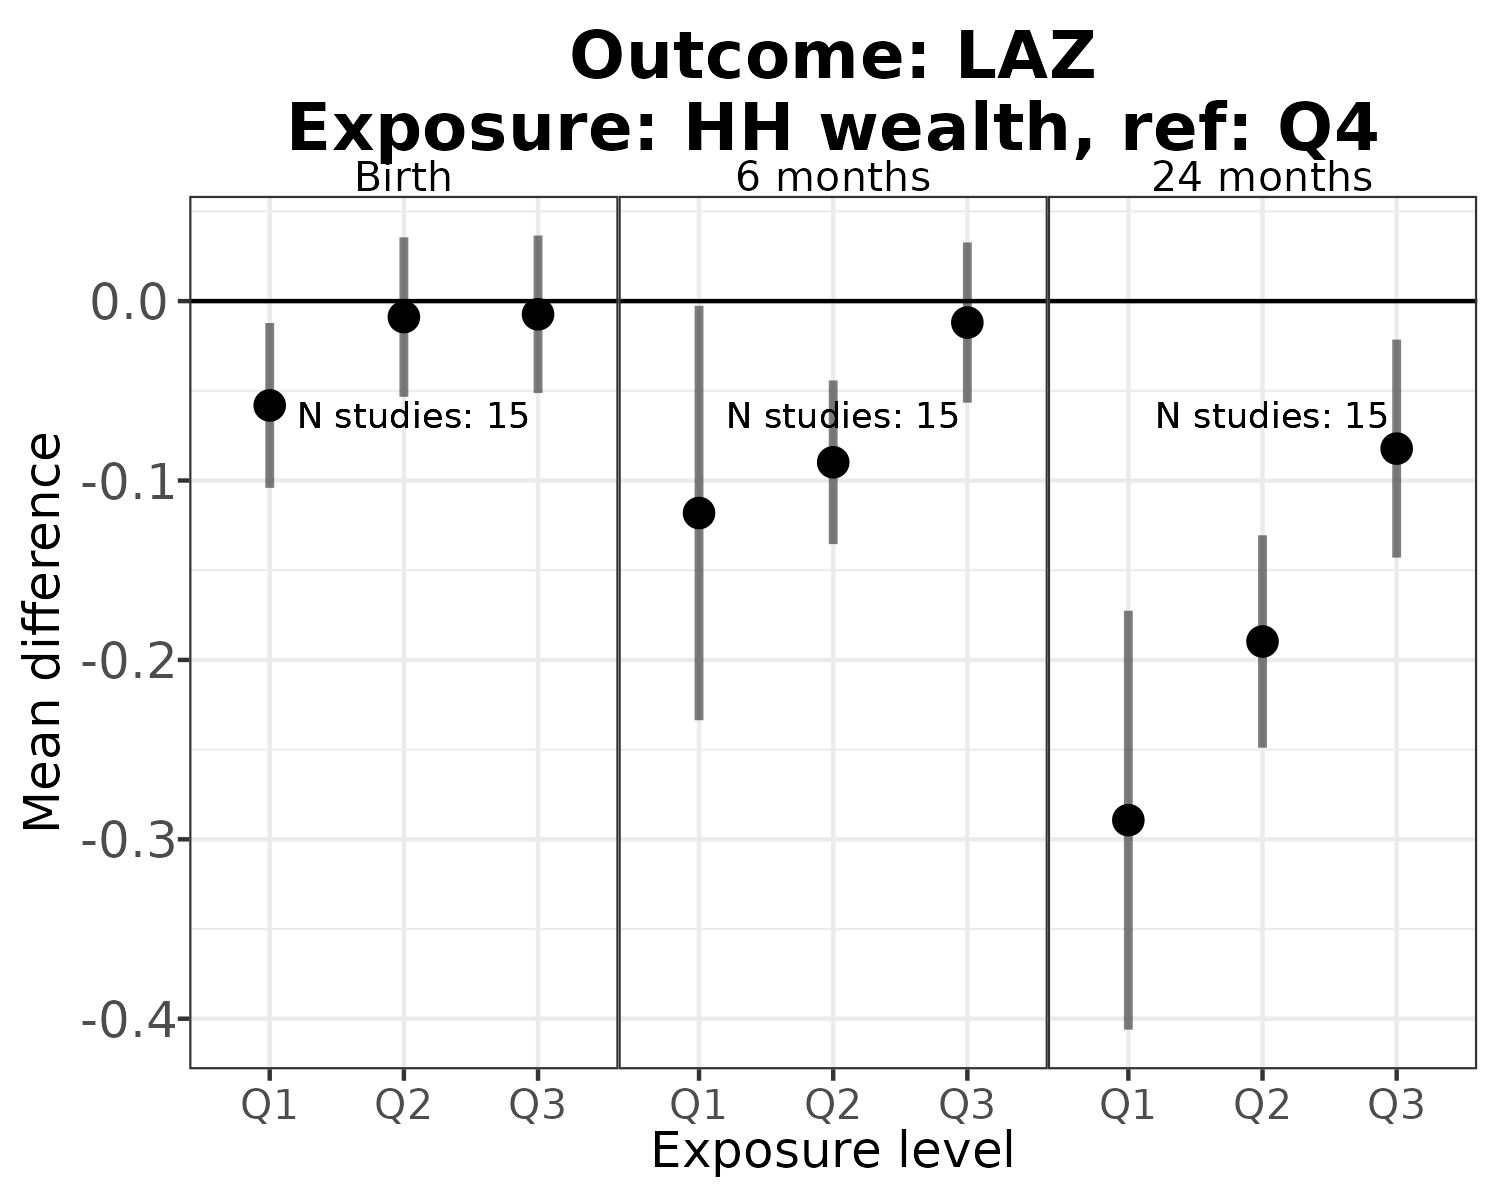 Outcome: LAZ
Exposure: HH wealth, ref: Q4
Birth 6 months 24 months
Mean difference
0.0
-0.1
-0.2
-0.3
-0.4
N studies: 15 N studies: 15 N studies: 15
Q1 Q2 Q3 Q1 Q2 Q3 Q1 Q2 Q3
Exposure level